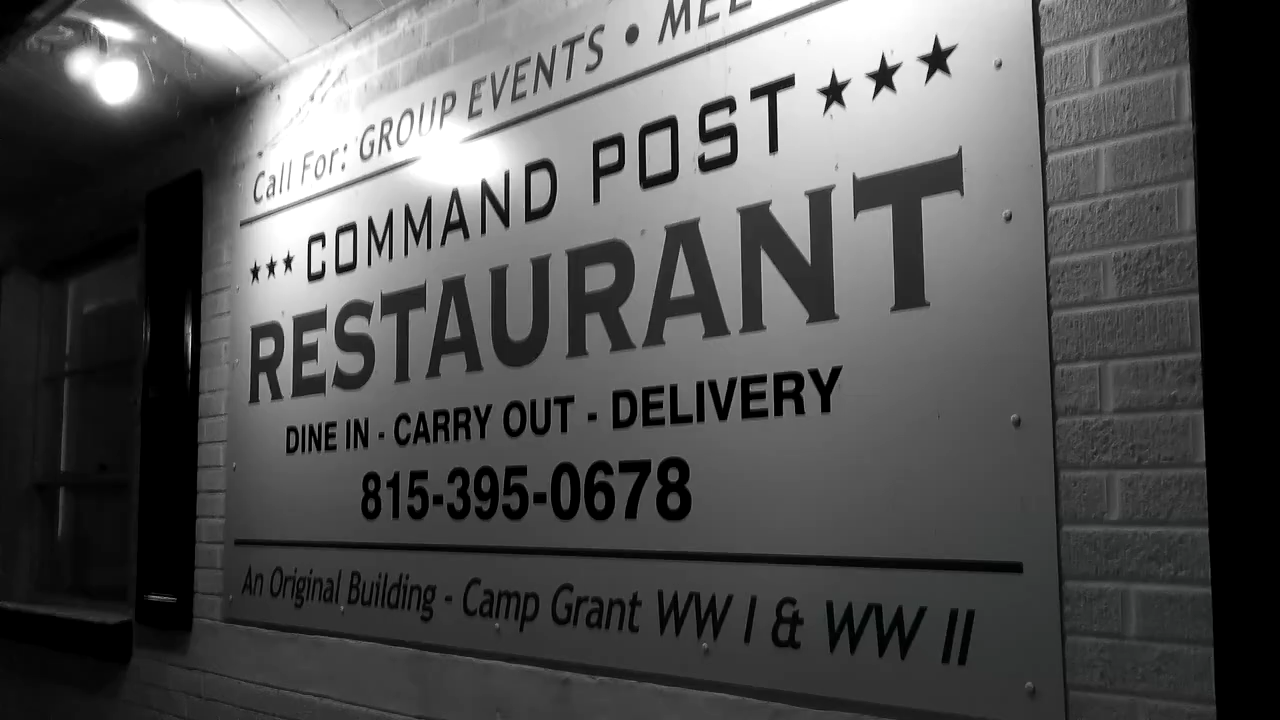 Call For: GROUP EVENTS •
★★★ COMMAND POST ★★★
RESTAURANT
DINE IN - CARRY OUT - DELIVERY
815-395-0678
An Original Building - Camp Grant WW I & WW II